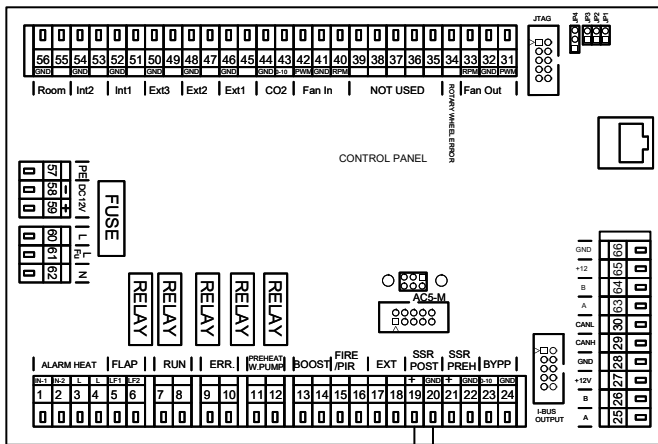 JTAG
JP4
JP3
JP2
JP1
56 55 54 53 52 51 50 49 48 47 46 45 44 43 42 41 40 39 38 37 36 35 34 33 32 31
GND GND GND GND GND GND GND 0-10 PWM GND RPM RPM GND PWM
Room Int2 Int1 Ext3 Ext2 Ext1 CO2 Fan In NOT USED ROTARY WHEEL ERROR Fan Out
CONTROL PANEL
57 PE
58 - DC12V
59 +
60 L
61 L Fu
62 N
FUSE
RELAY RELAY RELAY RELAY RELAY
AC5-M
GND 66
+12 65
B 64
A 63
CANL 30
CANH 29
GND 28
+12V 27
B 26
A 25
I-BUS
OUTPUT
ALARM HEAT FLAP RUN ERR. PREHEAT W.PUMP BOOST FIRE /PIR EXT SSR POST SSR PREH BYPP
IN-1 IN-2 L L LF1 LF2 + GND + GND 0-10 GND
1 2 3 4 5 6 7 8 9 10 11 12 13 14 15 16 17 18 19 20 21 22 23 24